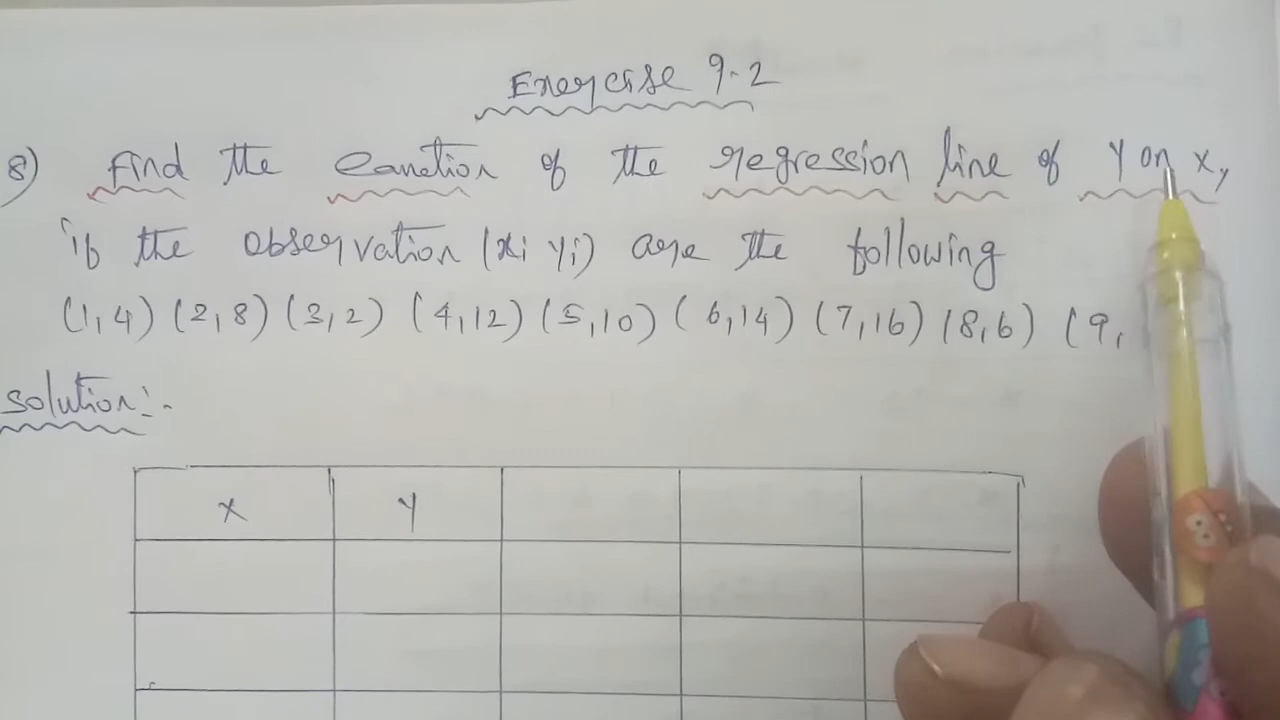 Exercise 9.2
8) Find the eauation of the regression line of Y on X,
if the observation (xi yi) are the following
(1,4) (2,8) (3,2) (4,12) (5,10) (6,14) (7,16) (8,6) (9,
Solution:-
X Y